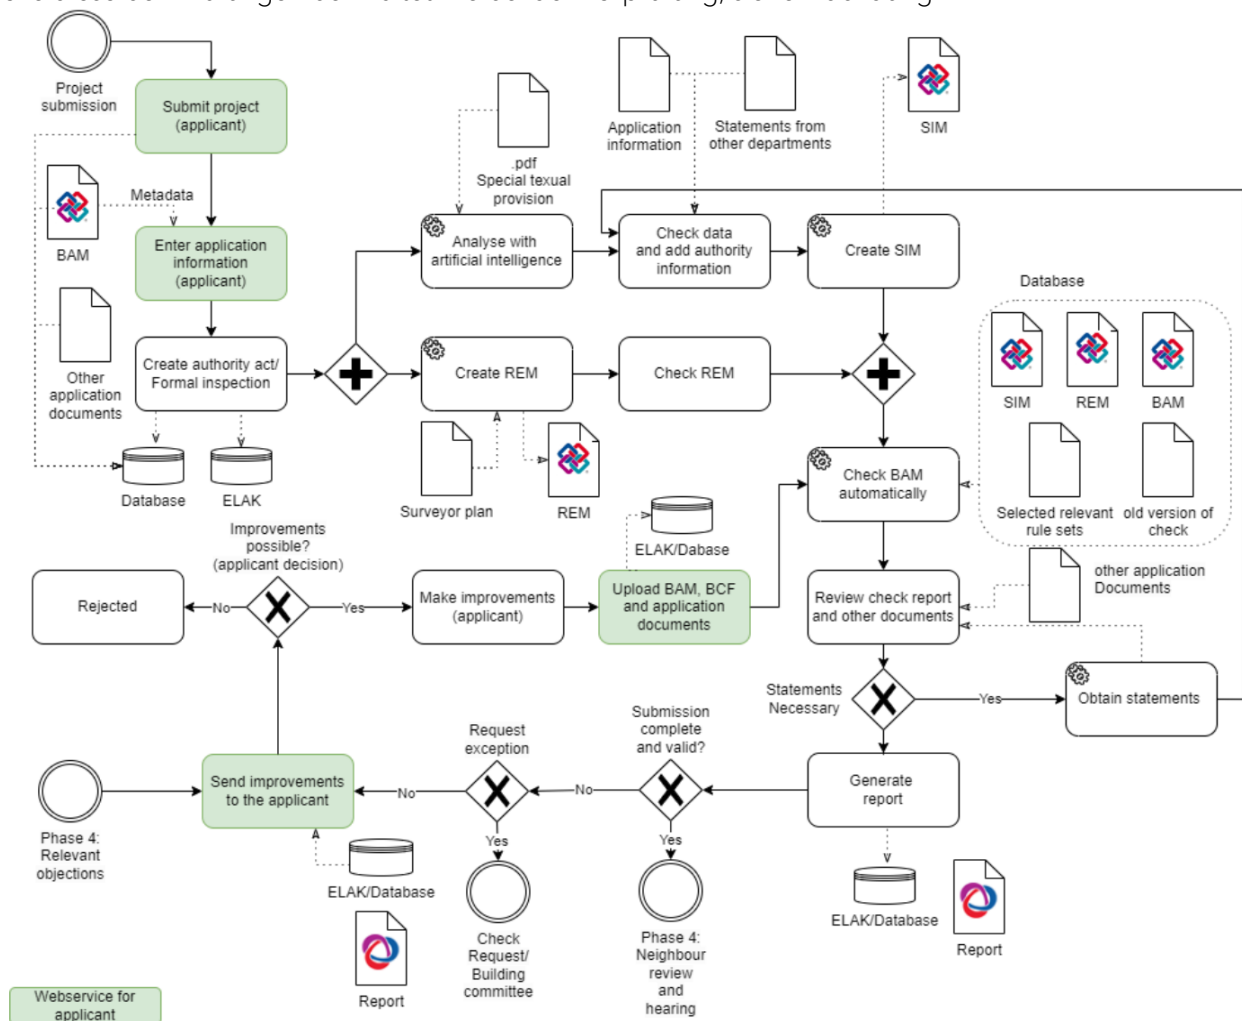 Project
submission
Submit project
(applicant)
Metadata
BAM
Enter application
information
(applicant)
Other
application
documents
Create authority act/
Formal inspection
Database
ELAK
.pdf
Special texual
provision
Application
information
Statements from
other departments
SIM
Analyse with
artificial intelligence
Check data
and add authority
information
Create SIM
Create REM
Check REM
Surveyor plan
REM
Database
SIM
REM
BAM
Selected relevant
rule sets
old version of
check
Check BAM
automatically
ELAK/Dabase
Improvements
possible?
(applicant decision)
Rejected
No
Yes
Make improvements
(applicant)
Upload BAM, BCF
and application
documents
Review check report
and other documents
other application
Documents
Statements
Necessary
Yes
Obtain statements
Generate
report
Submission
complete
and valid?
Request
exception
Send improvements
to the applicant
No
No
Yes
Yes
Phase 4:
Relevant
objections
ELAK/Database
Report
Check
Request/
Building
committee
Phase 4:
Neighbour
review
and
hearing
ELAK/Database
Report
Webservice for
applicant